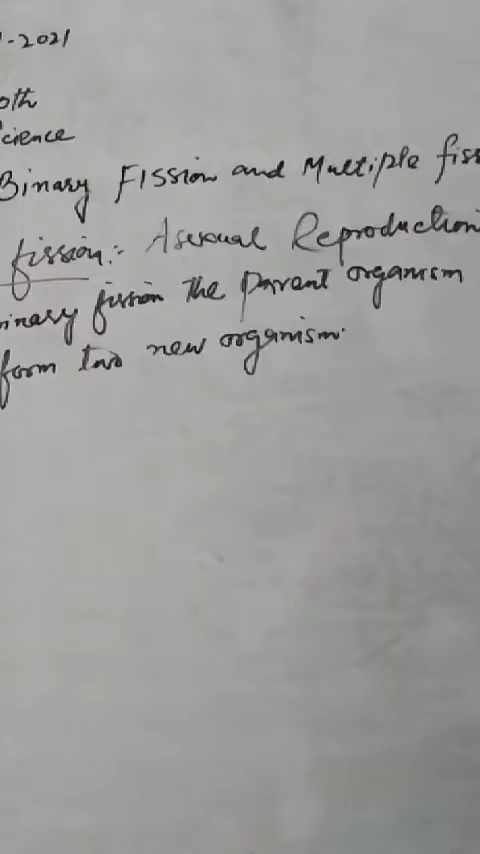 -2021
oth
cience
Binary Fission and Multiple fiss
fission:- Asexual Reproduction
inary fission the parent organism
form two new organism.